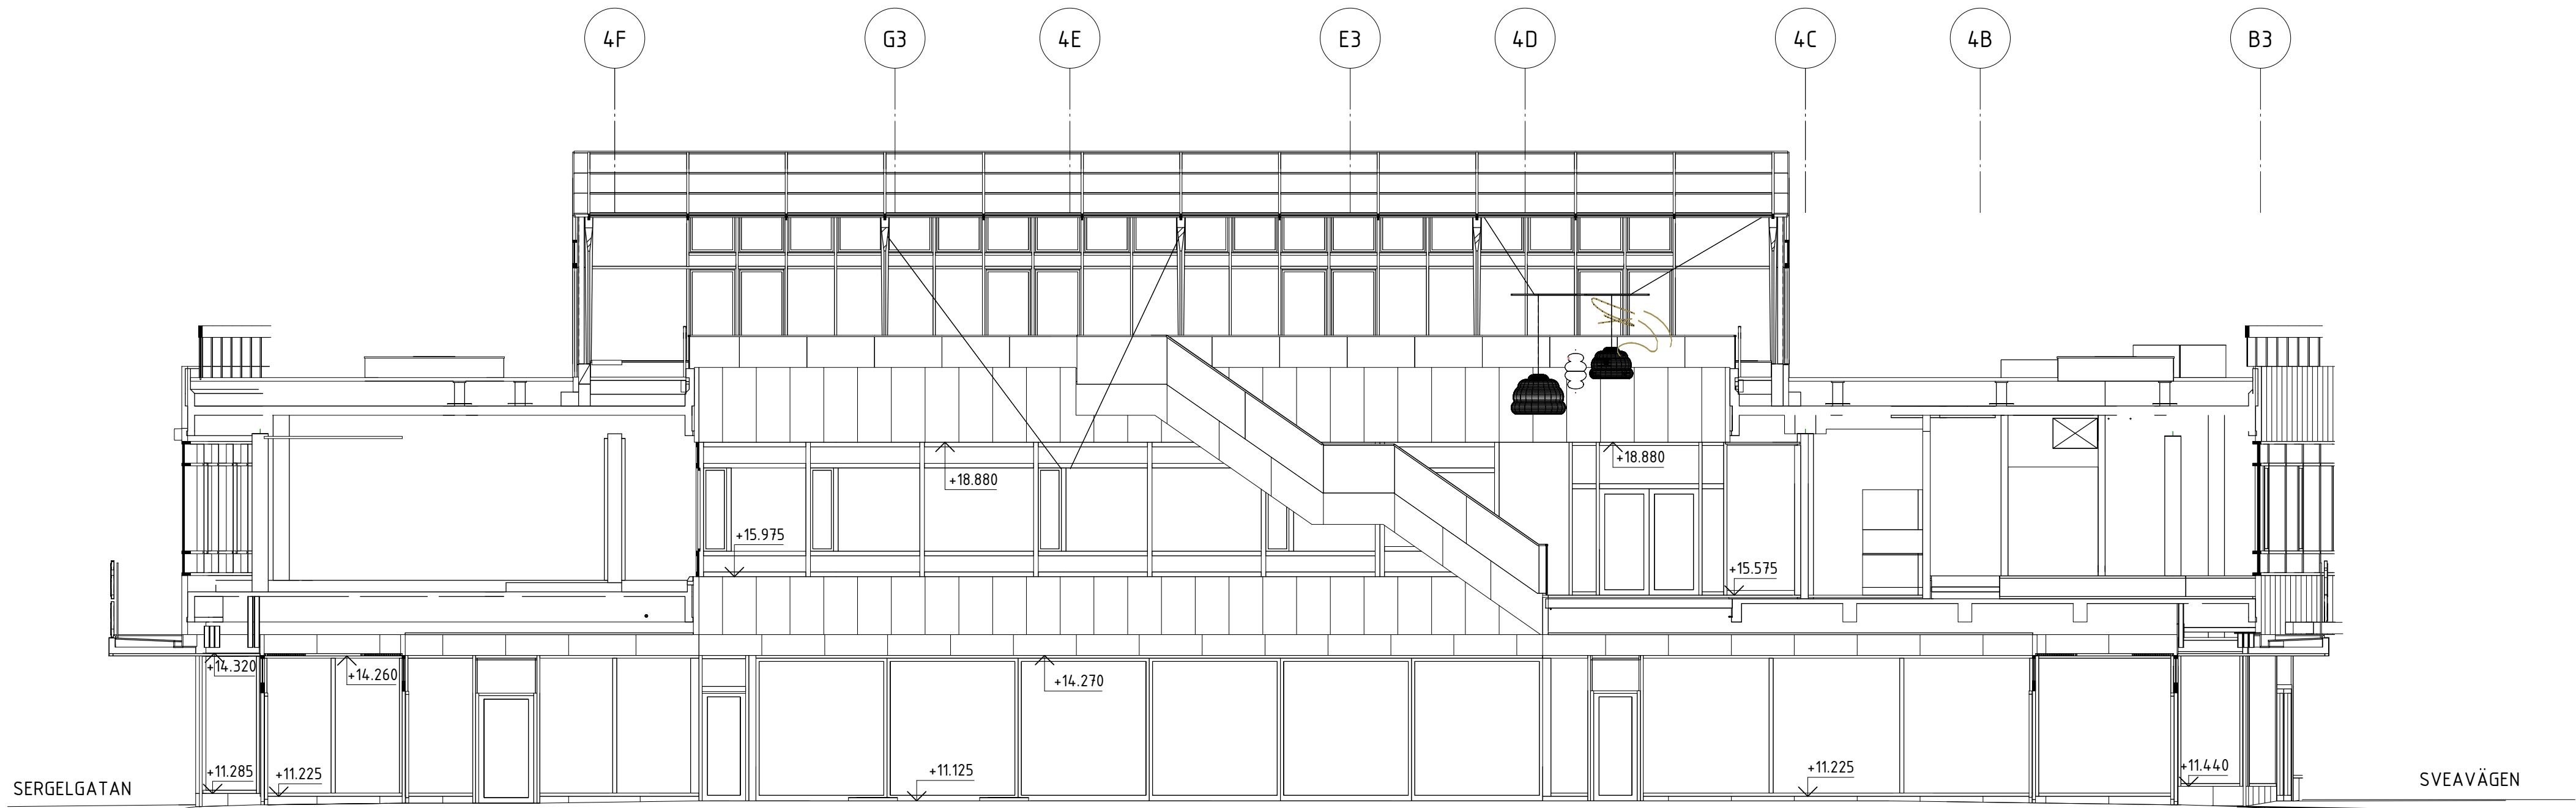 4F
G3
4E
E3
4D
4C
4B
B3
+18.880
+18.880
+15.975
+15.575
+14.320
+14.260
+14.270
+11.285
+11.225
+11.125
+11.225
+11.440
SERGELGATAN
SVEAVÄGEN